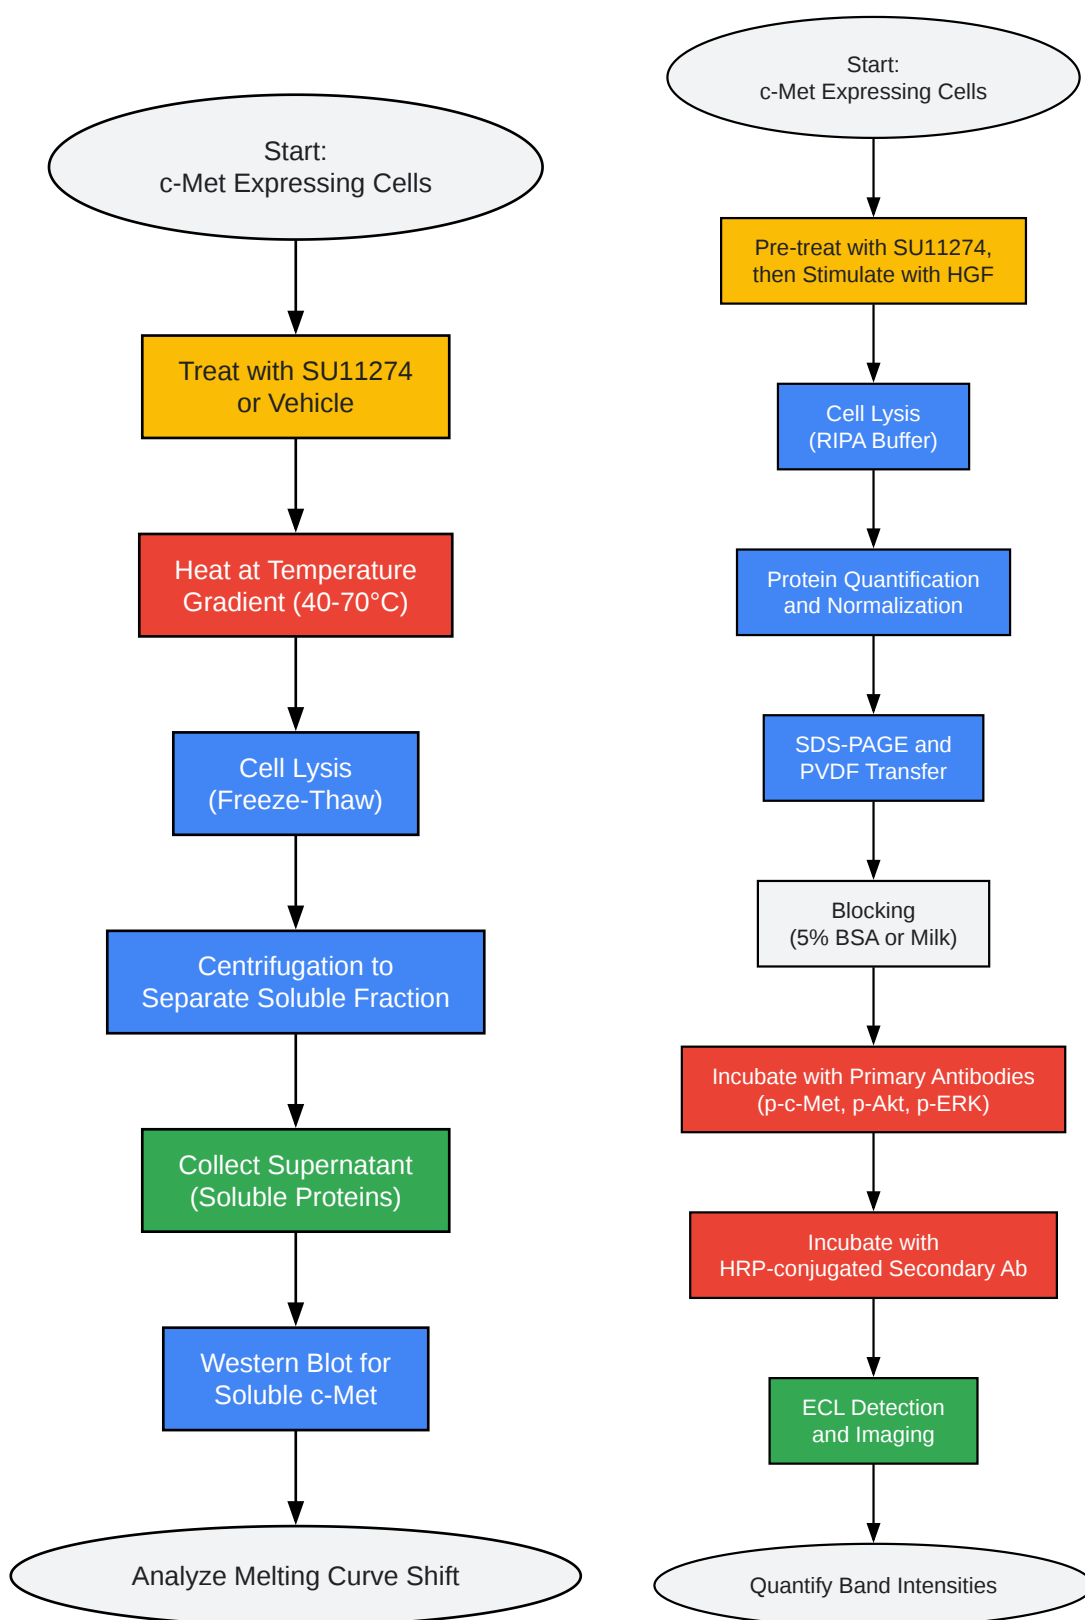 Start:
c-Met Expressing Cells
Treat with SU11274
or Vehicle
Heat at Temperature
Gradient (40-70°C)
Cell Lysis
(Freeze-Thaw)
Centrifugation to
Separate Soluble Fraction
Collect Supernatant
(Soluble Proteins)
Western Blot for
Soluble c-Met
Analyze Melting Curve Shift
Start:
c-Met Expressing Cells
Pre-treat with SU11274,
then Stimulate with HGF
Cell Lysis
(RIPA Buffer)
Protein Quantification
and Normalization
SDS-PAGE and
PVDF Transfer
Blocking
(5% BSA or Milk)
Incubate with Primary Antibodies
(p-c-Met, p-Akt, p-ERK)
Incubate with
HRP-conjugated Secondary Ab
ECL Detection
and Imaging
Quantify Band Intensities